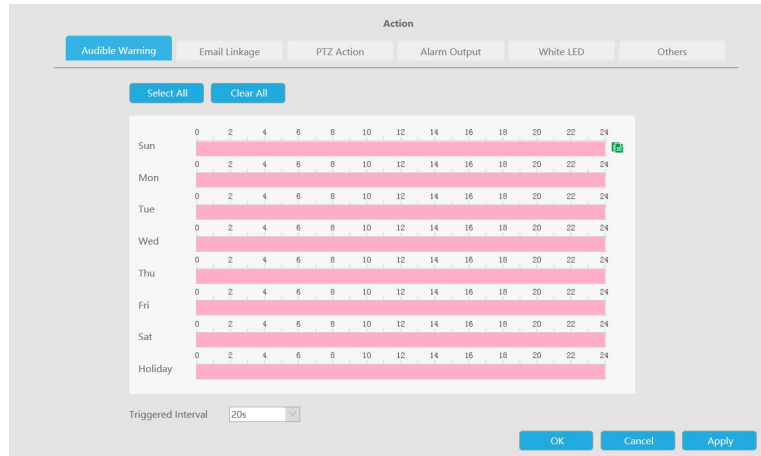 Action
Audible Warning Email Linkage PTZ Action Alarm Output White LED Others
Select All Clear All
0 2 4 6 8 10 12 14 16 18 20 22 24
Sun
0 2 4 6 8 10 12 14 16 18 20 22 24
Mon
0 2 4 6 8 10 12 14 16 18 20 22 24
Tue
0 2 4 6 8 10 12 14 16 18 20 22 24
Wed
0 2 4 6 8 10 12 14 16 18 20 22 24
Thu
0 2 4 6 8 10 12 14 16 18 20 22 24
Fri
0 2 4 6 8 10 12 14 16 18 20 22 24
Sat
0 2 4 6 8 10 12 14 16 18 20 22 24
Holiday
Triggered Interval 20s
OK Cancel Apply